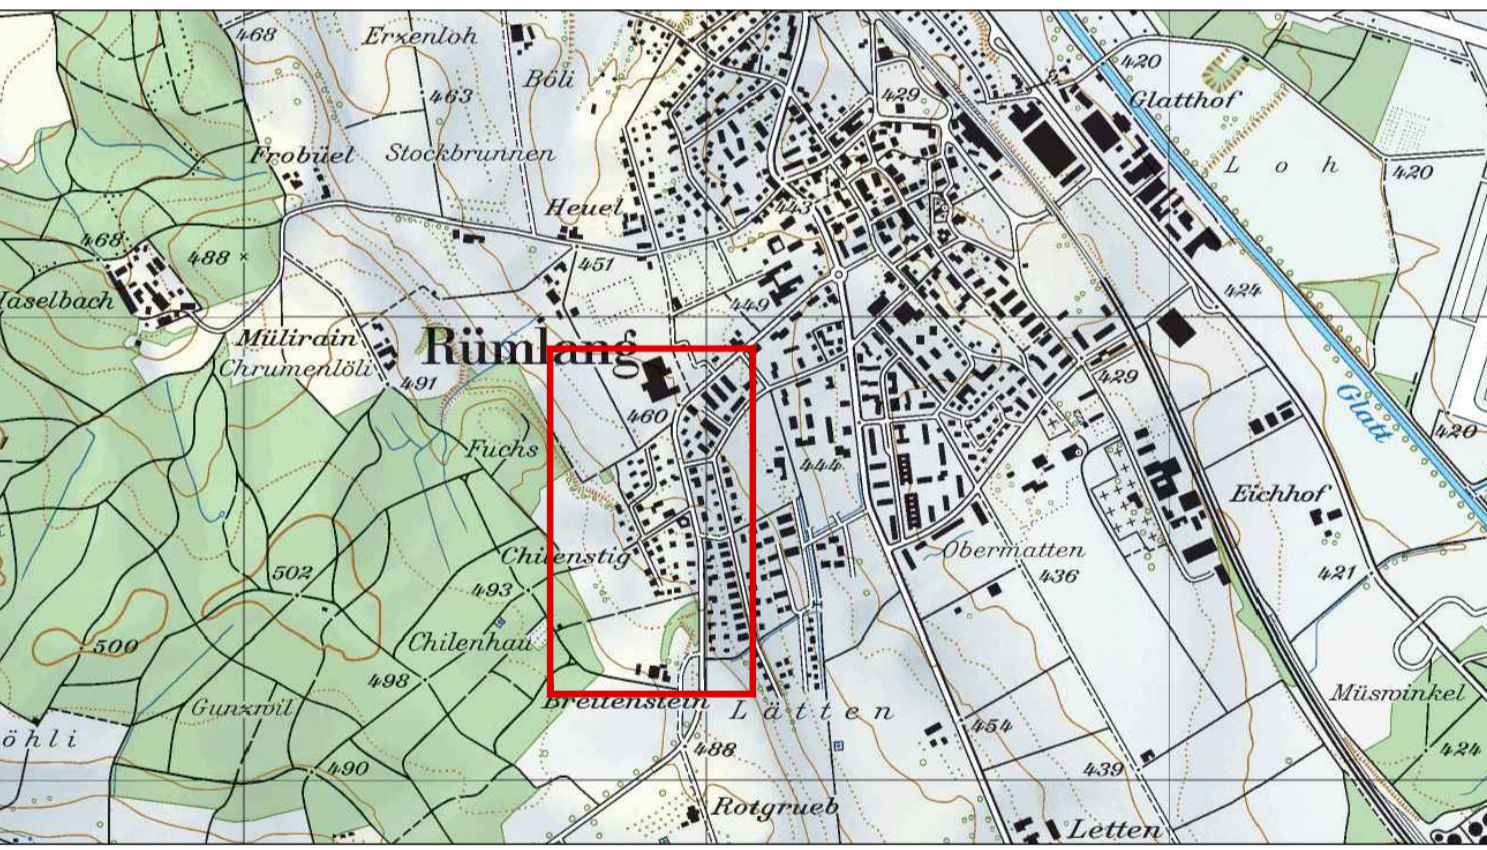 468
Erxenloh
Böli
463
429
420
Glatthof
Loh
420
Frobüel
Stockbrunnen
Heuel
443
468
488
451
Haselbach
449
424
Mülirain
Rümlang
Chrumenlöli
491
429
460
Glatt
420
Fuchs
444
Eichhof
Chilenstig
Obermatten
502
493
436
421
500
Chilenhau
498
Breitenstein
Lätten
Gunzwil
Müswinkel
öhli
488
454
424
490
439
Rotgrueb
Letten